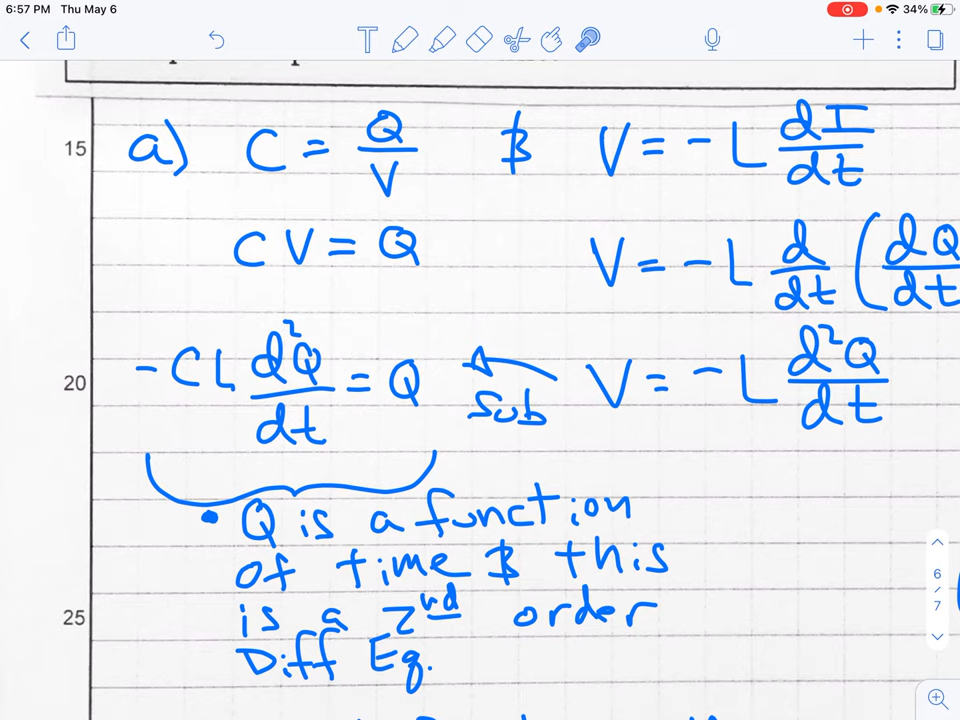 6:57 PM Thu May 6 34%
15 a) C = Q/V & V = -L dI/dt
CV = Q V = -L d/dt (dQ/dt
20 -CL d²Q/dt = Q sub V = -L d²Q/dt
• Q is a function
of time & this
is a 2nd order
25
Diff Eq.
6
/
7